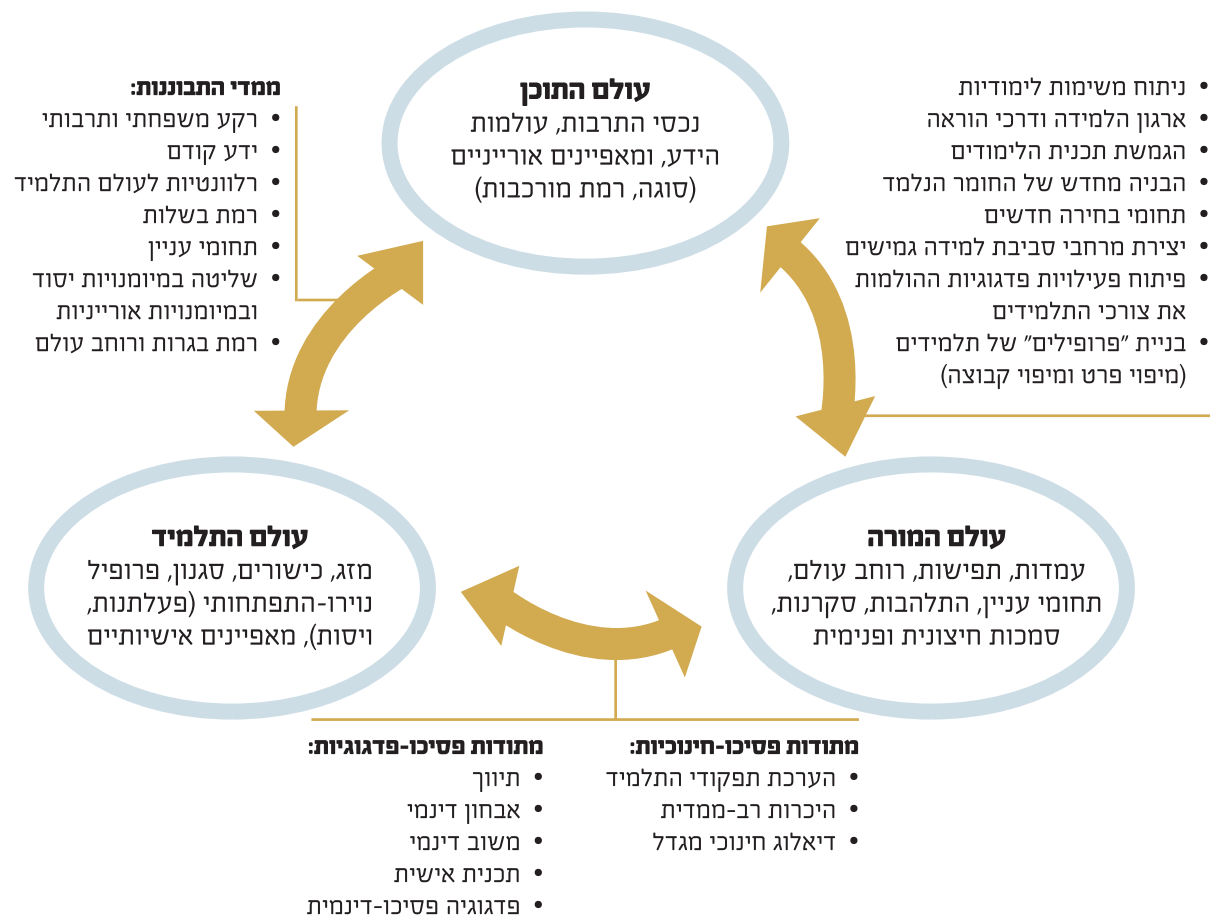 עולם התוכן
נכסי התרבות, עולמות
הידע, ומאפיינים אורייניים
(סוגה, רמת מורכבות)
• ניתוח משימות לימודיות
• ארגון הלמידה ודרכי הוראה
• הגמשת תכנית הלימודים
• הבניה מחדש של החומר הנלמד
• תחומי בחירה חדשים
• יצירת מרחבי סביבת למידה גמישים
• פיתוח פעילויות פדגוגיות ההולמות
את צורכי התלמידים
• בניית "פרופילים" של תלמידים
(מיפוי פרט ומיפוי קבוצה)
ממדי התבוננות:
• רקע משפחתי ותרבותי
• ידע קודם
• רלוונטיות לעולם התלמיד
• רמת בשלות
• תחומי עניין
• שליטה במיומנויות יסוד
ובמיומנויות אורייניות
• רמת בגרות ורוחב עולם
עולם המורה
עמדות, תפישות, רוחב עולם,
תחומי עניין, התלהבות, סקרנות,
סמכות חיצונית ופנימית
עולם התלמיד
מזג, כישורים, סגנון, פרופיל
נוירו-התפתחותי (פעלתנות,
ויסות), מאפיינים אישיותיים
מתודות פסיכו-חינוכיות:
• הערכת תפקודי התלמיד
• היכרות רב-ממדית
• דיאלוג חינוכי מגדל
מתודות פסיכו-פדגוגיות:
• תיווך
• אבחון דינמי
• משוב דינמי
• תכנית אישית
• פדגוגיה פסיכו-דינמית